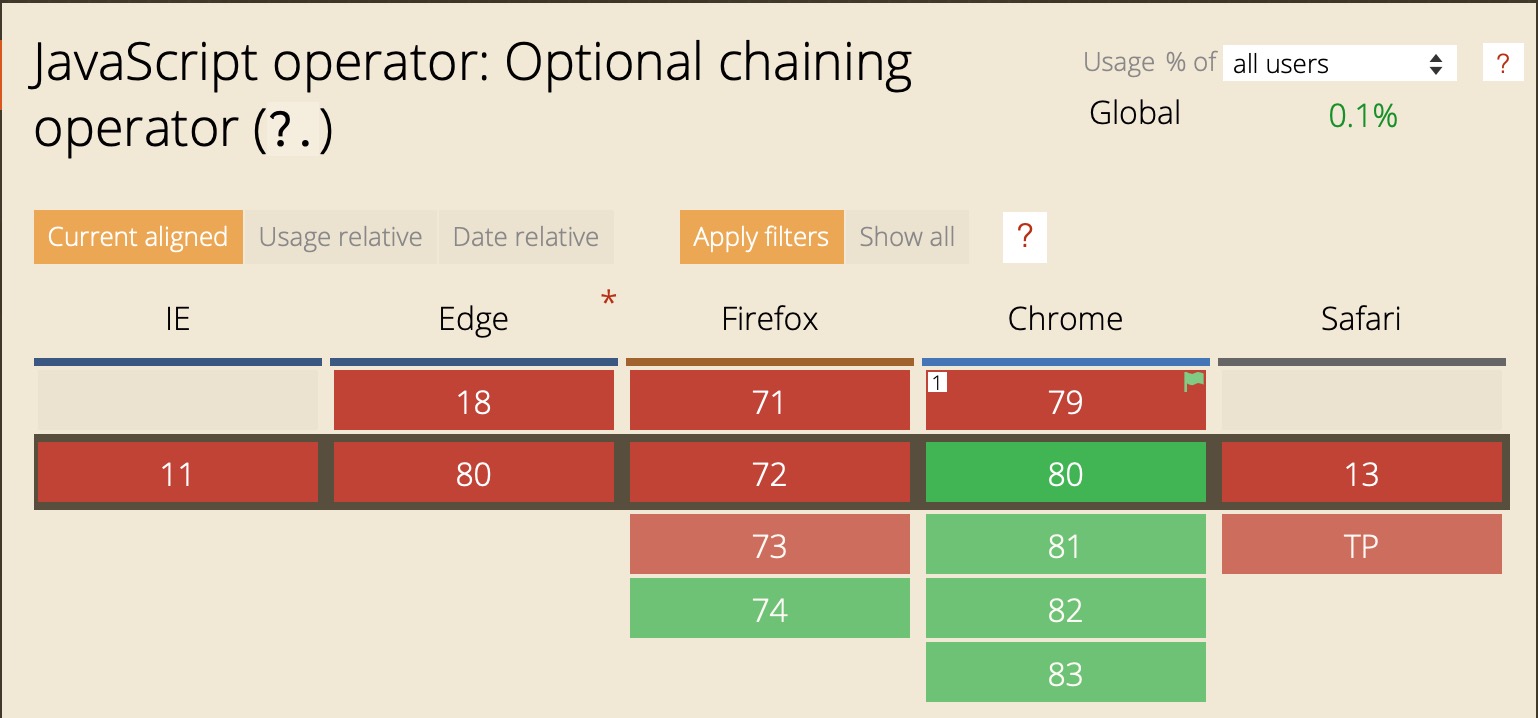 JavaScript operator: Optional chaining
operator (?.)
Usage % of all users ?
Global 0.1%
Current aligned Usage relative Date relative Apply filters Show all ?
IE Edge * Firefox Chrome Safari
18 71 1 79
11 80 72 80 13
73 81 TP
74 82
83